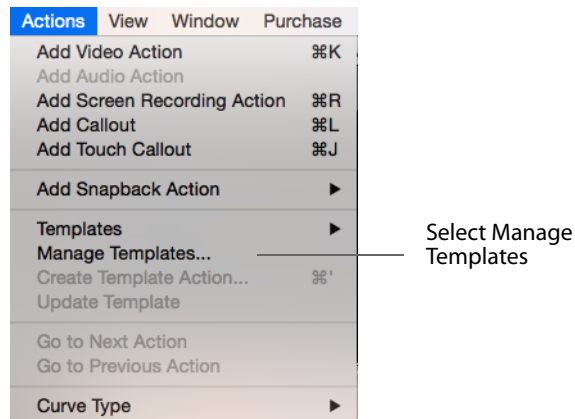 Actions View Window Purchase
Add Video Action ⌘K
Add Audio Action
Add Screen Recording Action ⌘R
Add Callout ⌘L
Add Touch Callout ⌘J
Add Snapback Action ▶
Templates ▶
Manage Templates...
Create Template Action... ⌘'
Update Template
Go to Next Action
Go to Previous Action
Curve Type ▶
Select Manage
Templates